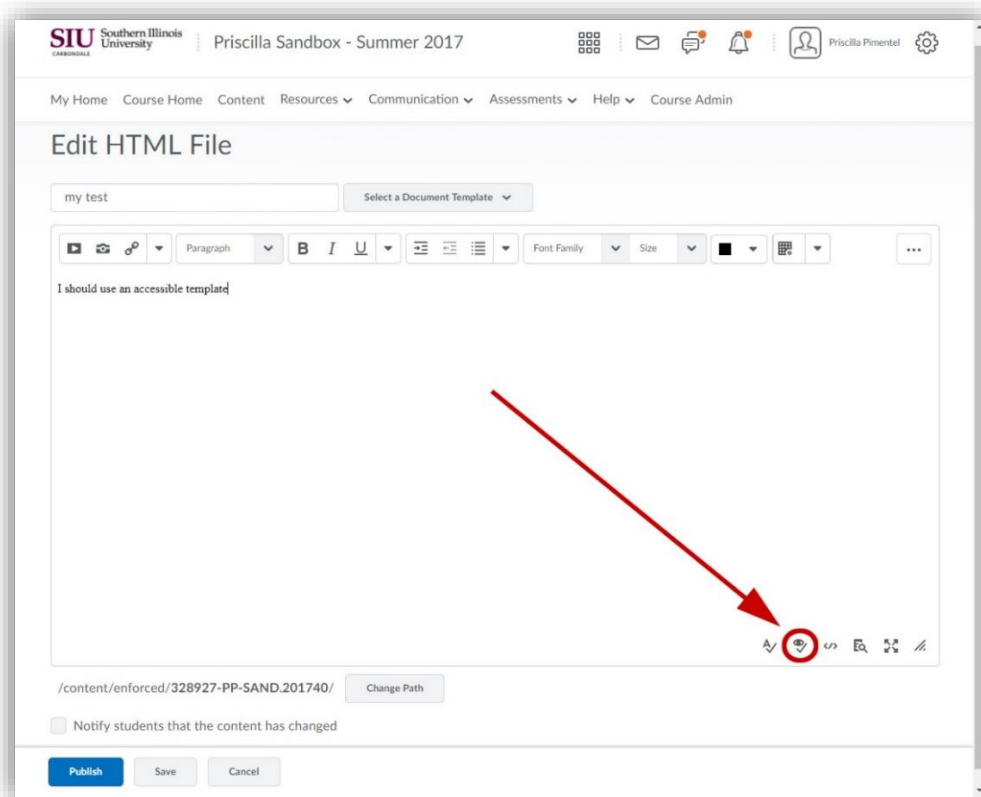 SIU Southern Illinois University CARBONDALE
Priscilla Sandbox - Summer 2017
Priscilla Pimentel
My Home Course Home Content Resources Communication Assessments Help Course Admin
Edit HTML File
my test
Select a Document Template
Paragraph B I U Font Family Size ...
I should use an accessible template
/content/enforced/328927-PP-SAND.201740/ Change Path
Notify students that the content has changed
Publish Save Cancel